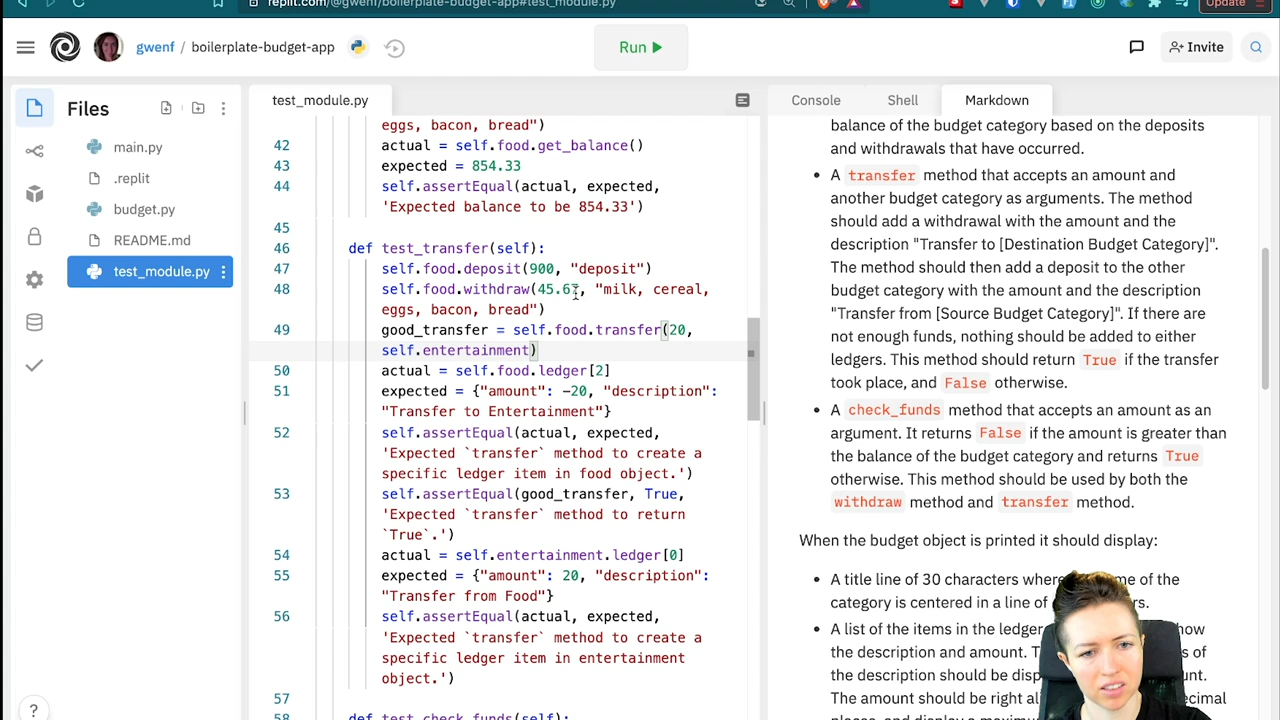 replit.com/@gwenf/boilerplate-budget-app#test_module.py
Update
gwenf / boilerplate-budget-app
Run
Invite
Files
main.py
.replit
budget.py
README.md
test_module.py
?
test_module.py
eggs, bacon, bread")
42 actual = self.food.get_balance()
43 expected = 854.33
44 self.assertEqual(actual, expected,
'Expected balance to be 854.33')
45
46 def test_transfer(self):
47 self.food.deposit(900, "deposit")
48 self.food.withdraw(45.67, "milk, cereal,
eggs, bacon, bread")
49 good_transfer = self.food.transfer(20,
self.entertainment)
50 actual = self.food.ledger[2]
51 expected = {"amount": -20, "description":
"Transfer to Entertainment"}
52 self.assertEqual(actual, expected,
'Expected `transfer` method to create a
specific ledger item in food object.')
53 self.assertEqual(good_transfer, True,
'Expected `transfer` method to return
`True`.')
54 actual = self.entertainment.ledger[0]
55 expected = {"amount": 20, "description":
"Transfer from Food"}
56 self.assertEqual(actual, expected,
'Expected `transfer` method to create a
specific ledger item in entertainment
object.')
57
58 def test_check_funds(self):
Console Shell Markdown
balance of the budget category based on the deposits
and withdrawals that have occurred.
• A transfer method that accepts an amount and
another budget category as arguments. The method
should add a withdrawal with the amount and the
description "Transfer to [Destination Budget Category]".
The method should then add a deposit to the other
budget category with the amount and the description
"Transfer from [Source Budget Category]". If there are
not enough funds, nothing should be added to either
ledgers. This method should return True if the transfer
took place, and False otherwise.
• A check_funds method that accepts an amount as an
argument. It returns False if the amount is greater than
the balance of the budget category and returns True
otherwise. This method should be used by both the
withdraw method and transfer method.
When the budget object is printed it should display:
• A title line of 30 characters where me of the
category is centered in a line of rs.
• A list of the items in the ledger how
the description and amount. T s of
the description should be disp unt.
The amount should be right ali ecimal
places, and display a maximu